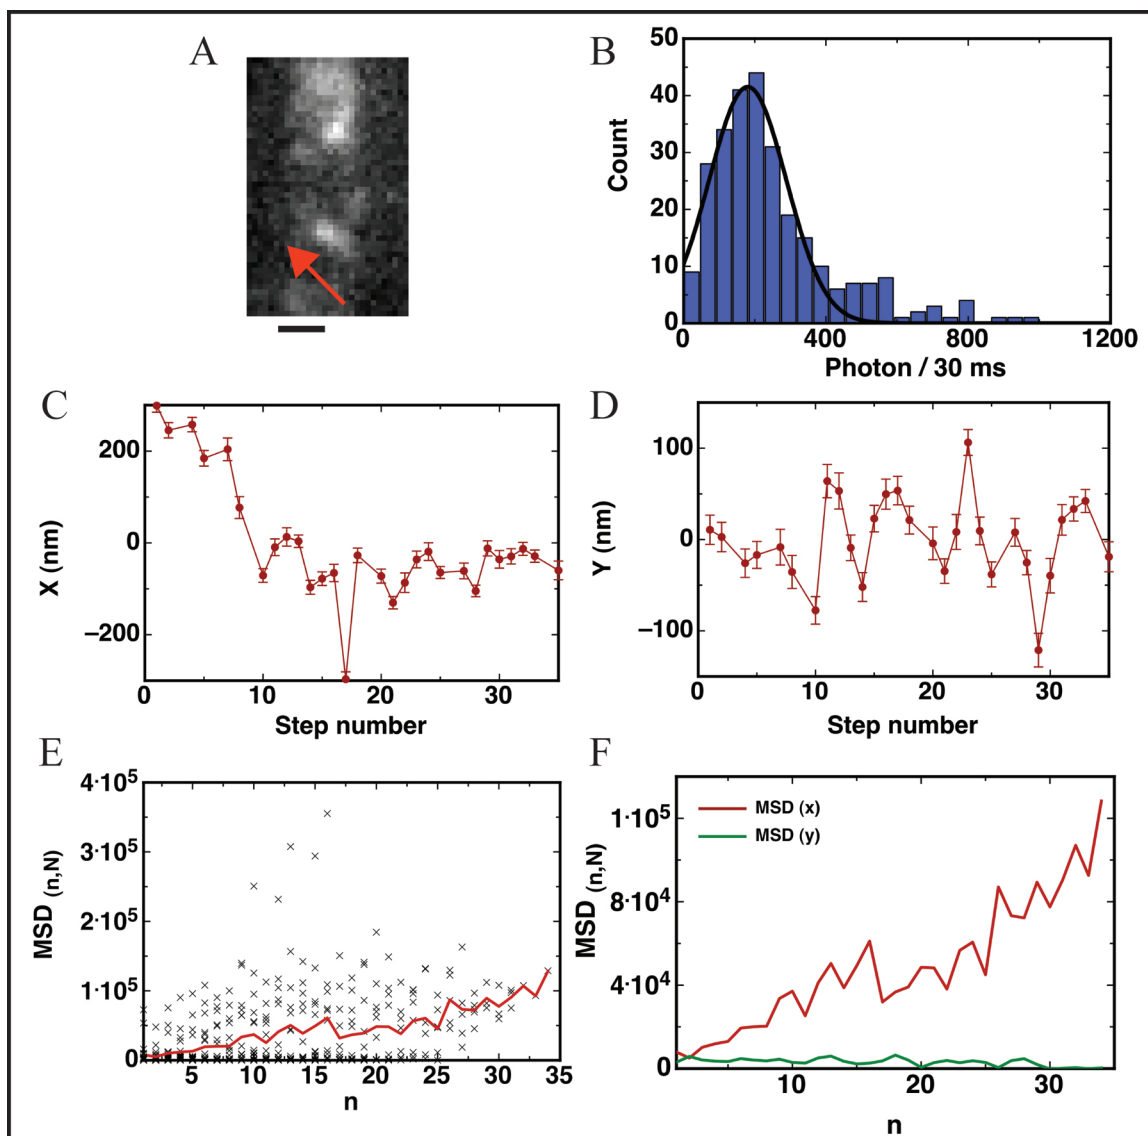 A
B
50
40
30
20
10
0
Count
0
400
800
1200
Photon / 30 ms
C
200
0
−200
X (nm)
0
10
20
30
Step number
D
100
0
−100
Y (nm)
0
10
20
30
Step number
E
4·10⁵
3·10⁵
2·10⁵
1·10⁵
0
MSD (n,N)
5
10
15
20
25
30
35
n
F
MSD (x)
MSD (y)
1·10⁵
8·10⁴
4·10⁴
0
MSD (n,N)
10
20
30
n